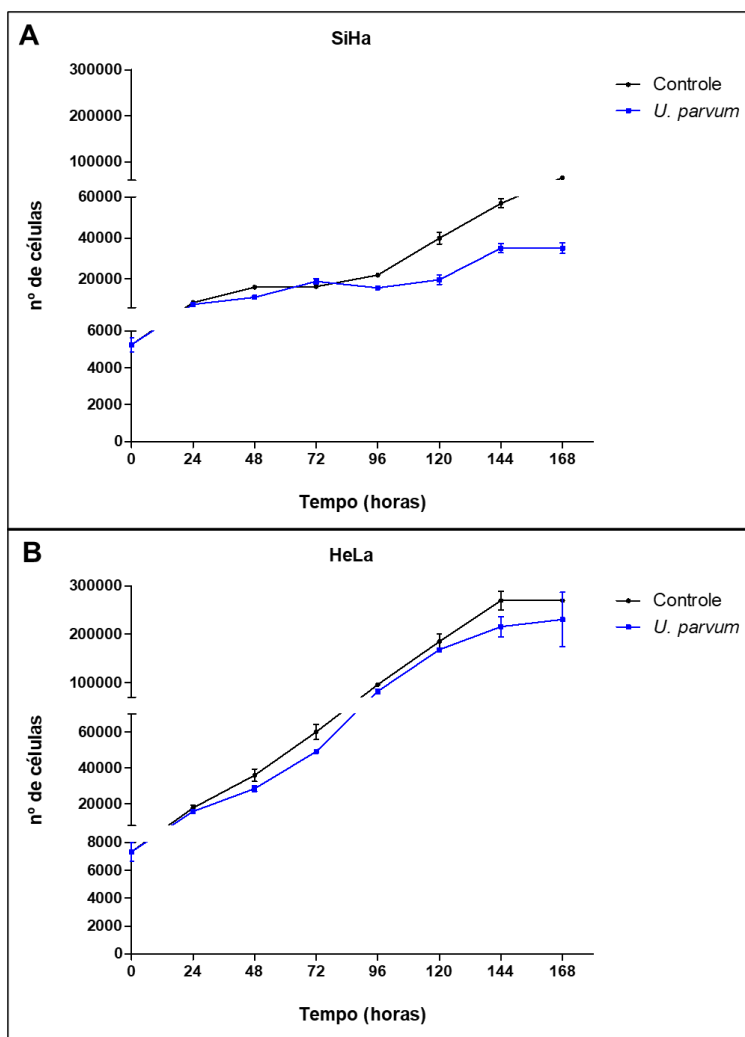 A
SiHa
300000
200000
100000
60000
40000
20000
6000
4000
2000
0
nº de células
0 24 48 72 96 120 144 168
Tempo (horas)
Controle
U. parvum
B
HeLa
300000
200000
100000
60000
40000
20000
8000
6000
4000
2000
0
nº de células
0 24 48 72 96 120 144 168
Tempo (horas)
Controle
U. parvum